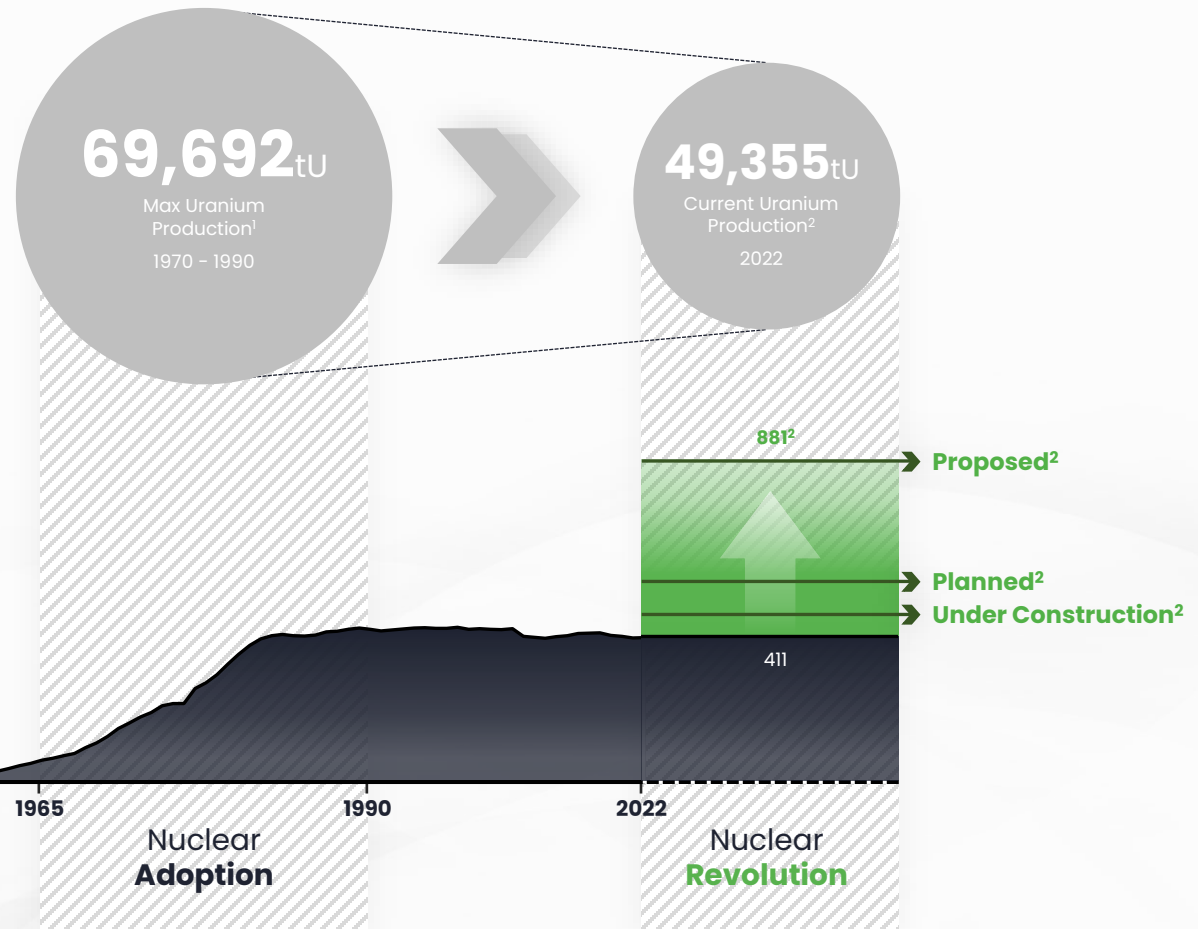 69,692tU
Max Uranium
Production¹
1970 - 1990
49,355tU
Current Uranium
Production²
2022
881²
Proposed²
Planned²
Under Construction²
411
1965
1990
2022
Nuclear
Adoption
Nuclear
Revolution